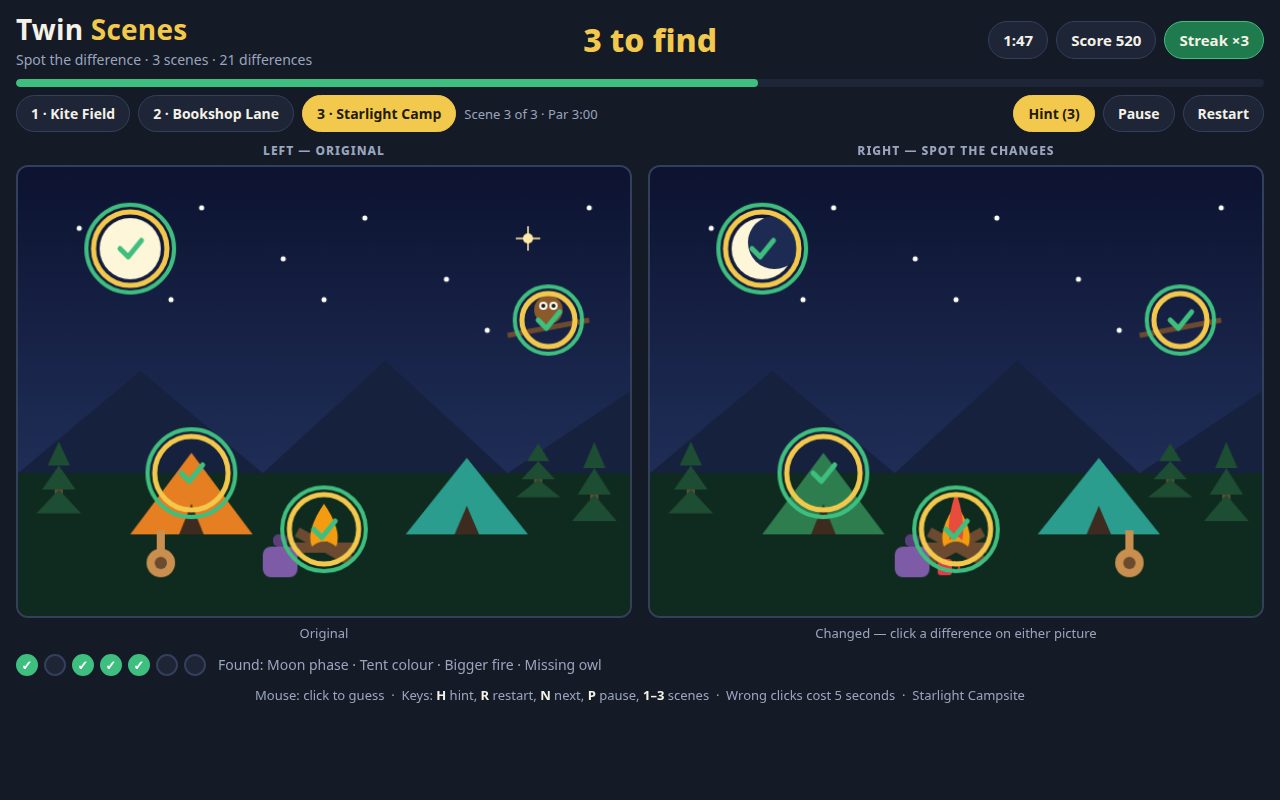 Twin Scenes
Spot the difference · 3 scenes · 21 differences
3 to find
1:47
Score 520
Streak ×3
1 · Kite Field
2 · Bookshop Lane
3 · Starlight Camp
Scene 3 of 3 · Par 3:00
Hint (3)
Pause
Restart
LEFT — ORIGINAL
RIGHT — SPOT THE CHANGES
Original
Changed — click a difference on either picture
Found: Moon phase · Tent colour · Bigger fire · Missing owl
Mouse: click to guess · Keys: H hint, R restart, N next, P pause, 1–3 scenes · Wrong clicks cost 5 seconds · Starlight Campsite